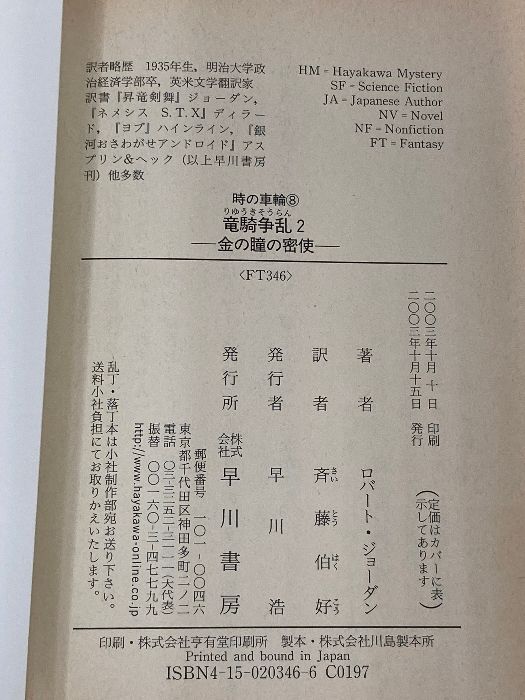 訳者略歴 1935年生，明治大学政
治経済学部卒，英米文学翻訳家
訳書『昇竜剣舞』ジョーダン，
『ネメシス S.T.X』ディラー
ド，『ヨブ』ハインライン，『銀
河おさわがせアンドロイド』アス
プリン＆ヘック（以上早川書房
刊）他多数
HM＝Hayakawa Mystery
SF＝Science Fiction
JA＝Japanese Author
NV＝Novel
NF＝Nonfiction
FT＝Fantasy
時の車輪⑧
りゅうきそうらん
竜騎争乱2
―金の瞳の密使―
〈FT346〉
二〇〇三年十月十日 印刷
二〇〇三年十月十五日 発行
（定価はカバーに表示してあります）
著者 ロバート・ジョーダン
訳者 斉藤伯好
さいとうはくこう
発行者 早川浩
発行所 株式会社 早川書房
郵便番号 一〇一-〇〇四六
東京都千代田区神田多町二ノ二
電話 〇三-三二五二-三一一一（大代表）
振替 〇〇一六〇-三-四七七九九
http://www.hayakawa-online.co.jp
乱丁・落丁本は小社制作部宛お送り下さい。
送料小社負担にてお取りかえいたします。
印刷・株式会社亨有堂印刷所 製本・株式会社川島製本所
Printed and bound in Japan
ISBN4-15-020346-6 C0197